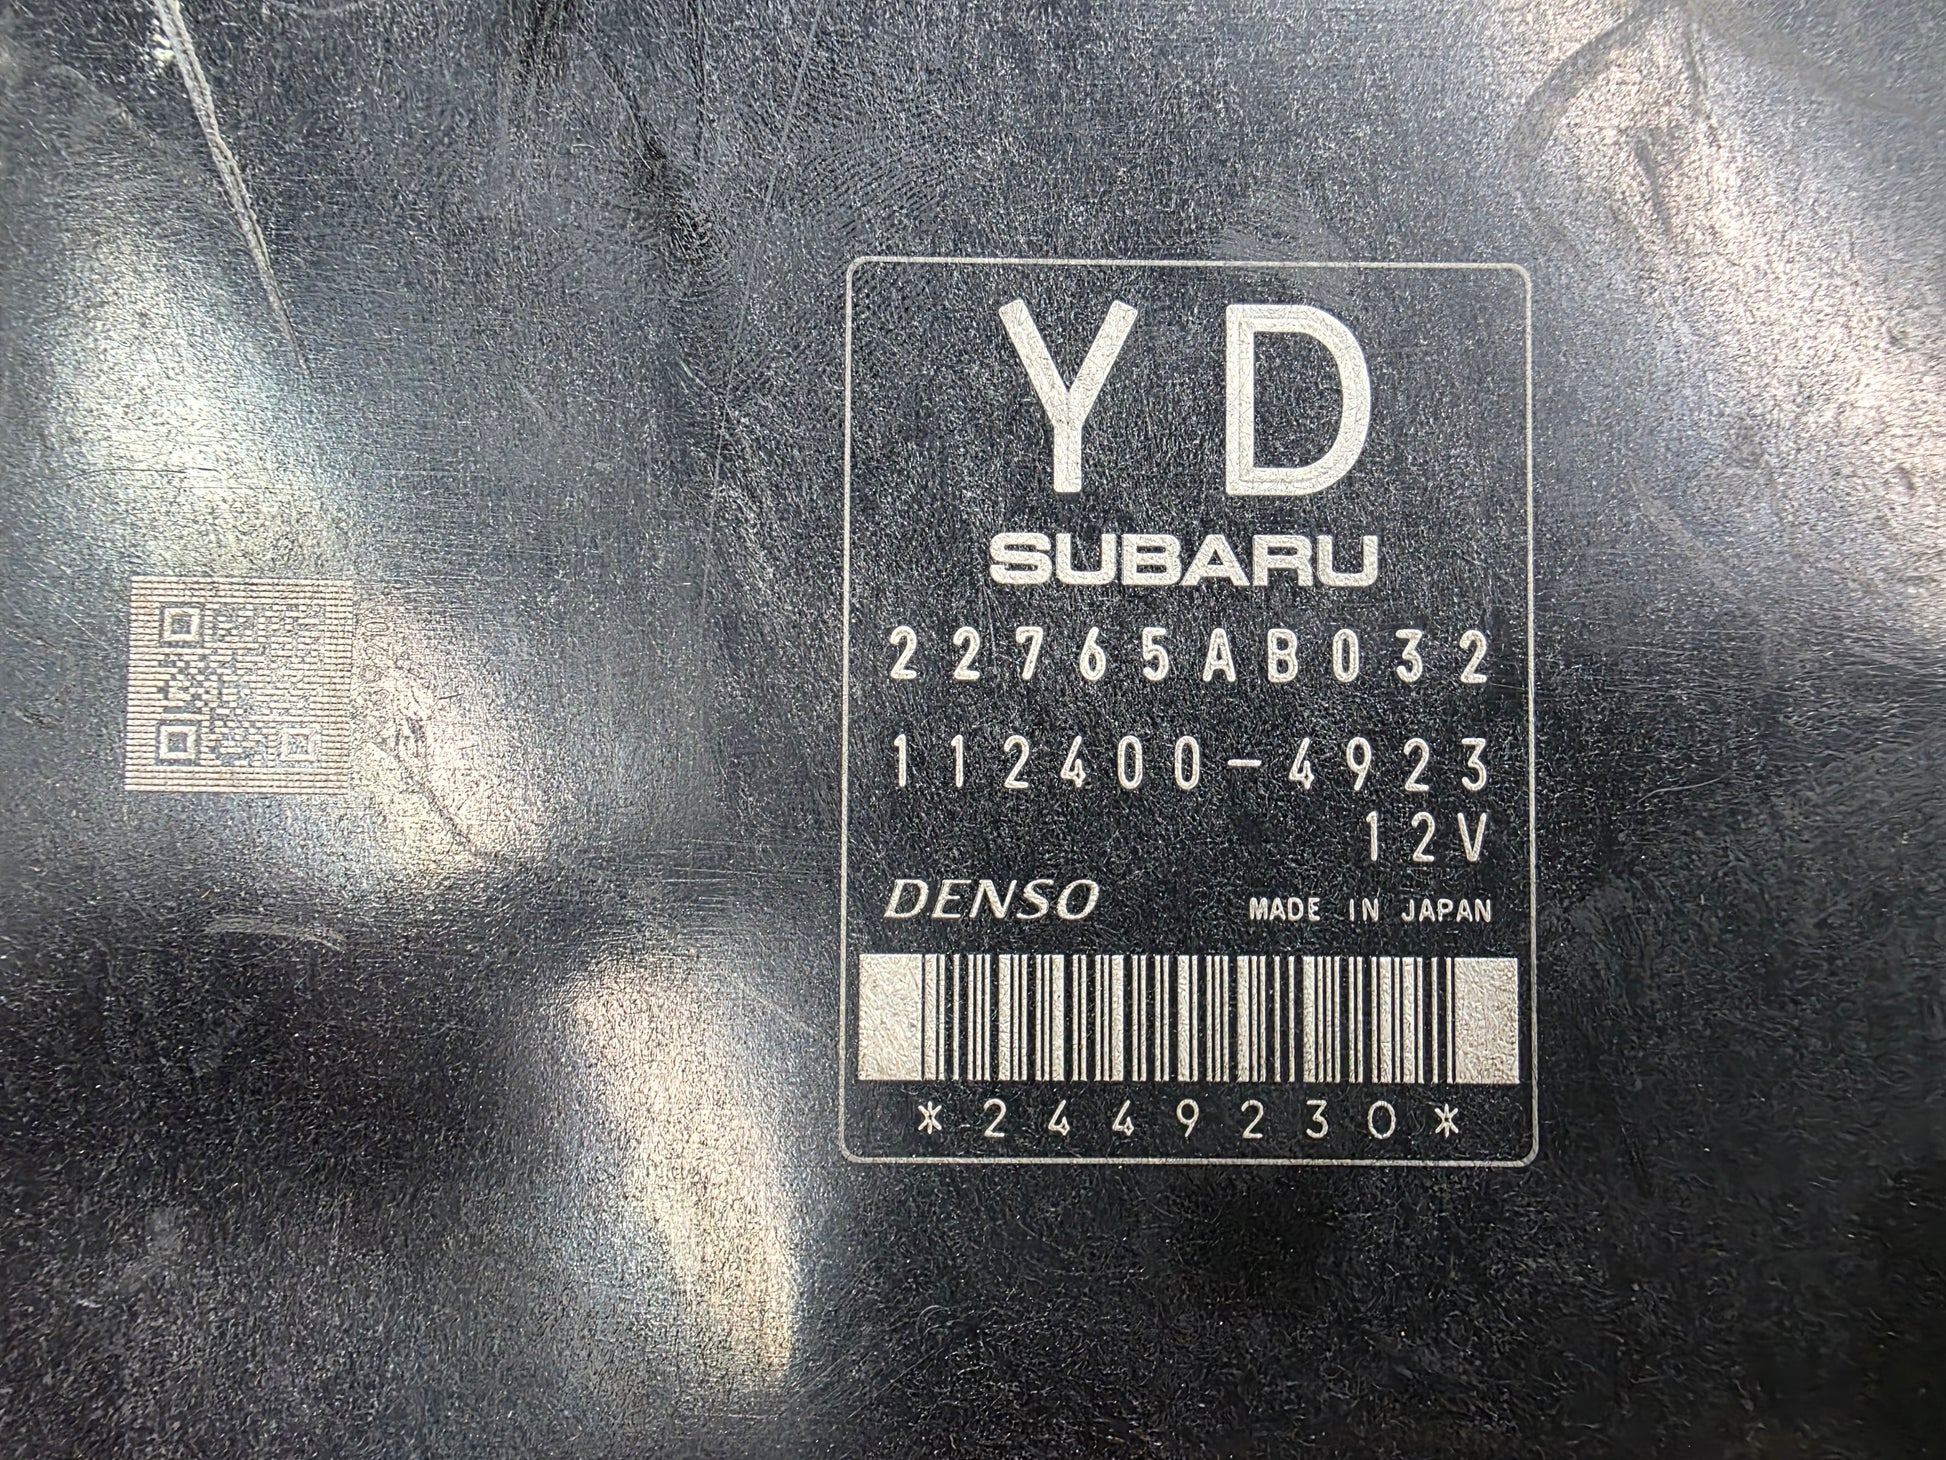 YD
SUBARU
22765AB032
112400-4923
12V
DENSO
MADE IN JAPAN
*2449230*